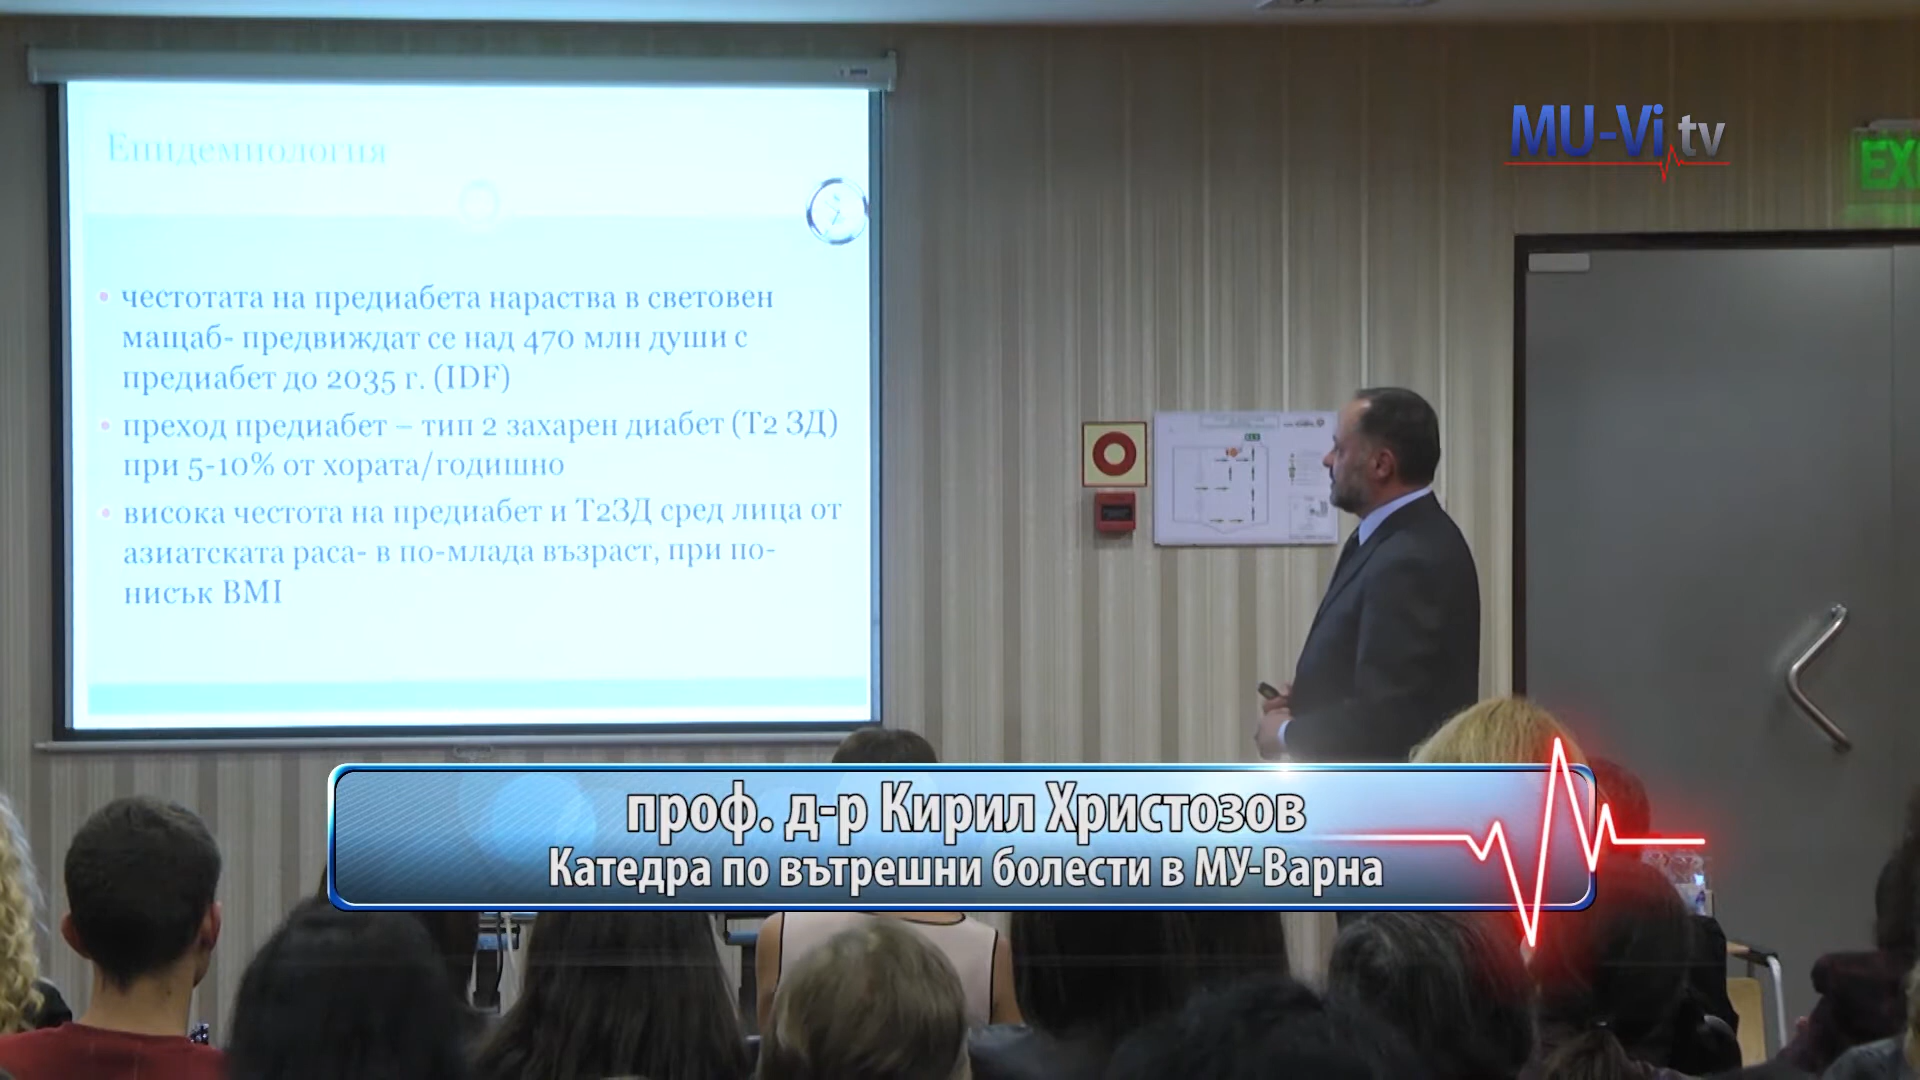 Епидемиология
• честотата на предиабета нараства в световен
мащаб- предвиждат се над 470 млн души с
предиабет до 2035 г. (IDF)
• преход предиабет – тип 2 захарен диабет (Т2 ЗД)
при 5-10% от хората/годишно
• висока честота на предиабет и Т2ЗД сред лица от
азиатската раса- в по-млада възраст, при по-
нисък BMI
MU-Vi.tv
проф. д-р Кирил Христозов
Катедра по вътрешни болести в МУ-Варна